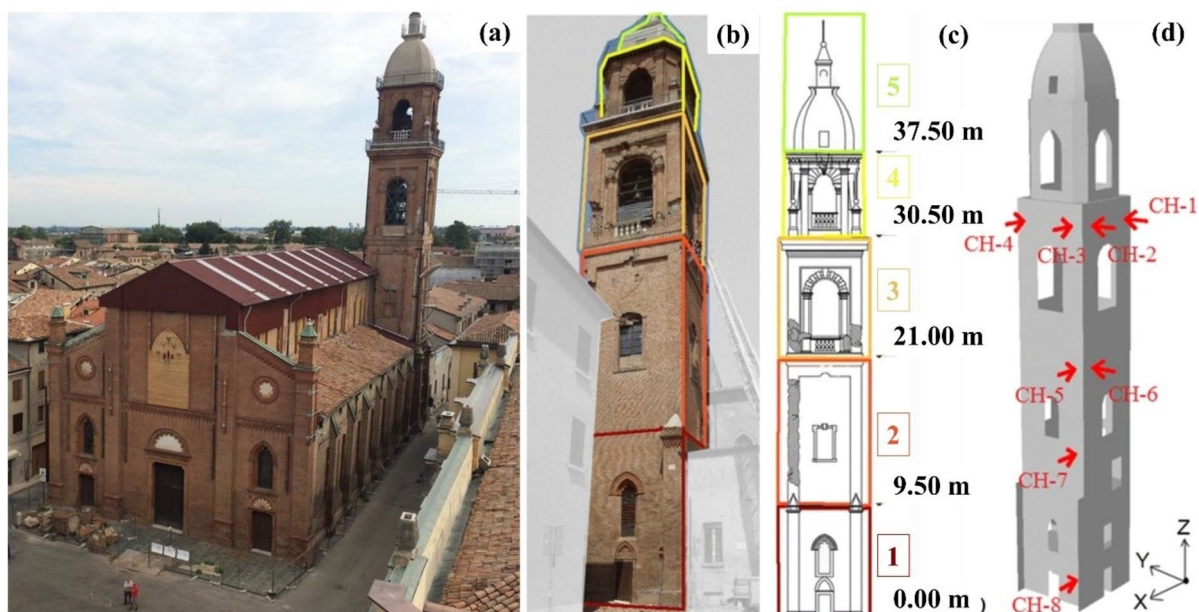 (a)
(b)
(c)
(d)
5
37.50 m
4
30.50 m
3
21.00 m
2
9.50 m
1
0.00 m )
CH-1
CH-4
CH-3
CH-2
CH-5
CH-6
CH-7
CH-8
Z
Y
X